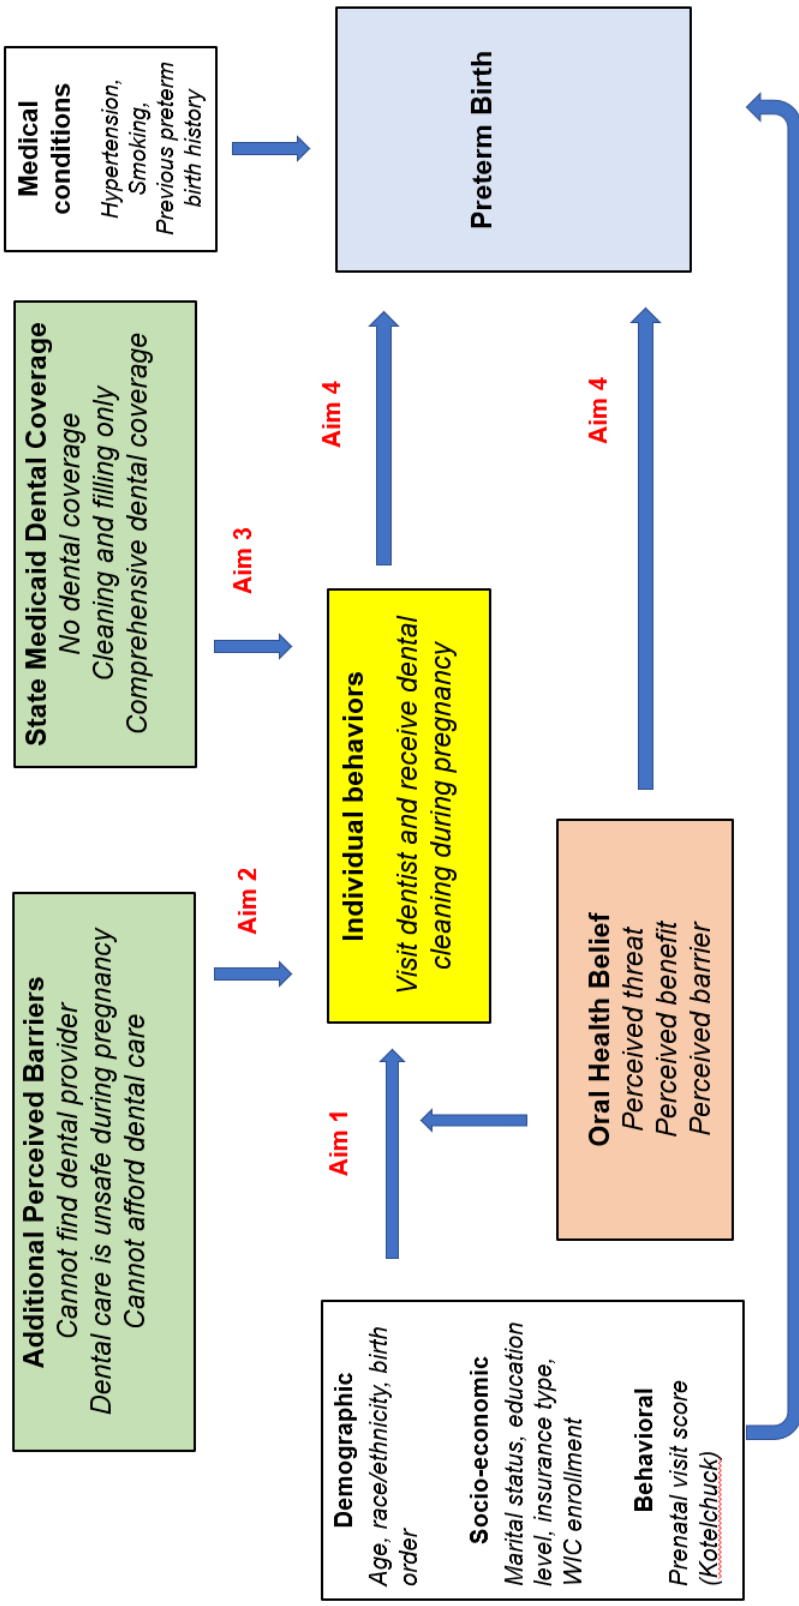 Additional Perceived Barriers
Cannot find dental provider
Dental care is unsafe during pregnancy
Cannot afford dental care
State Medicaid Dental Coverage
No dental coverage
Cleaning and filling only
Comprehensive dental coverage
Medical
conditions
Hypertension,
Smoking,
Previous preterm
birth history
Aim 2
Aim 3
Demographic
Age, race/ethnicity, birth
order
Socio-economic
Marital status, education
level, insurance type,
WIC enrollment
Behavioral
Prenatal visit score
(Kotelchuck)
Aim 1
Individual behaviors
Visit dentist and receive dental
cleaning during pregnancy
Aim 4
Preterm Birth
Oral Health Belief
Perceived threat
Perceived benefit
Perceived barrier
Aim 4